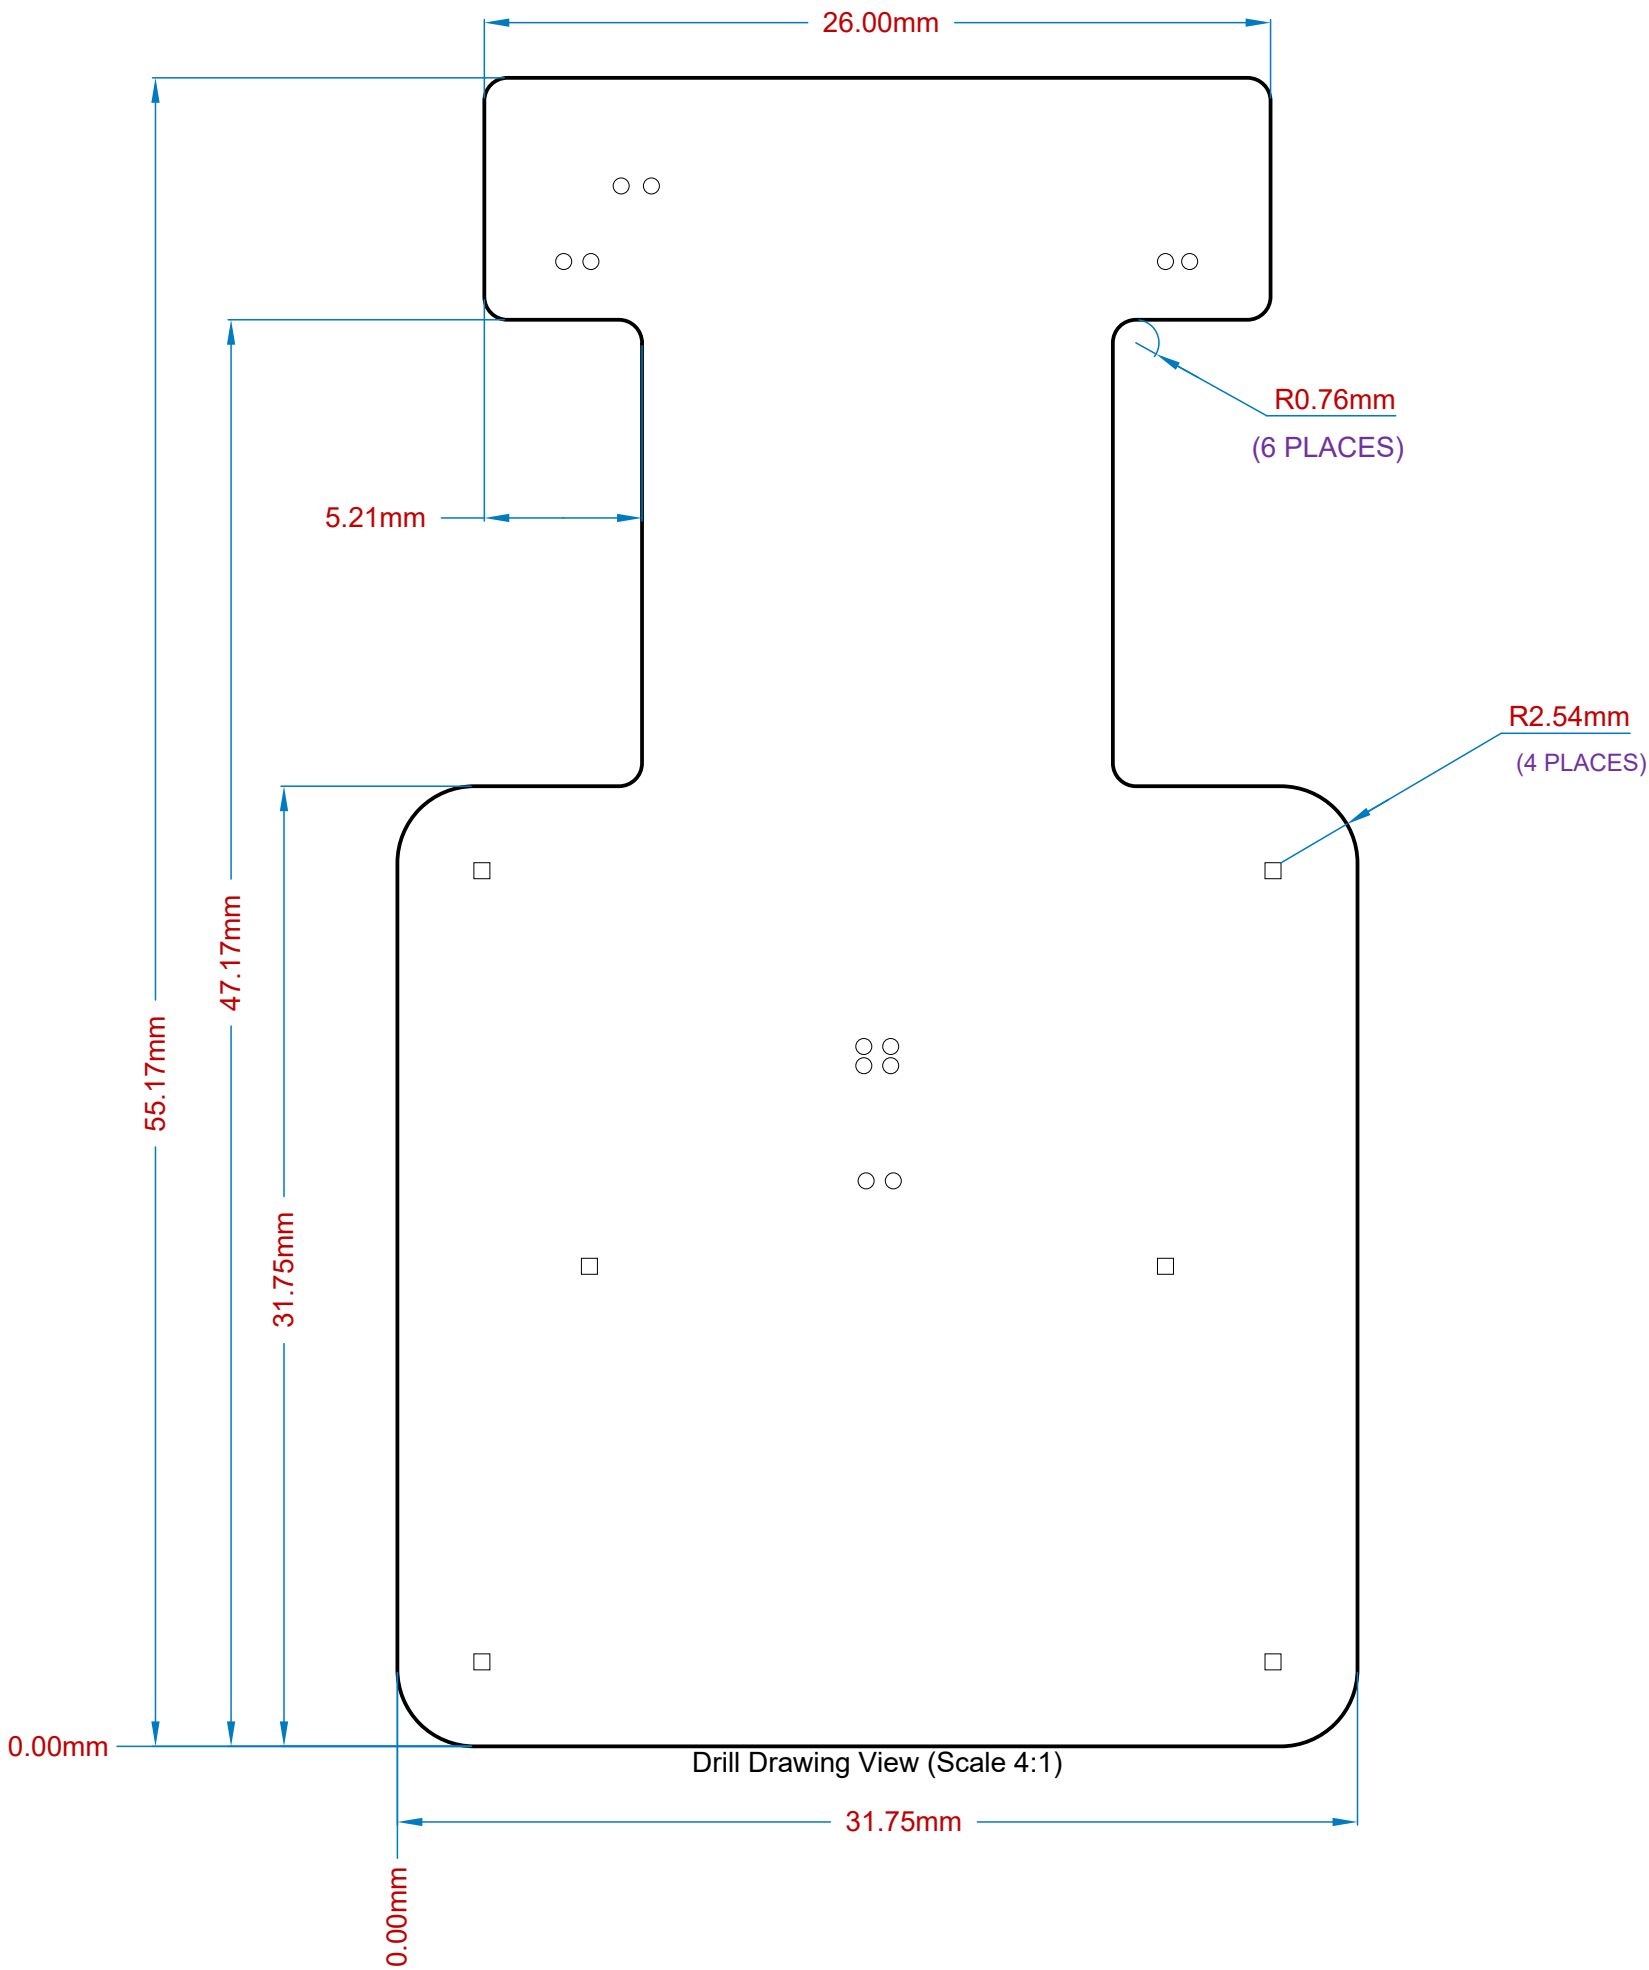 26.00mm
R0.76mm
(6 PLACES)
5.21mm
R2.54mm
(4 PLACES)
47.17mm
55.17mm
31.75mm
0.00mm
Drill Drawing View (Scale 4:1)
31.75mm
0.00mm